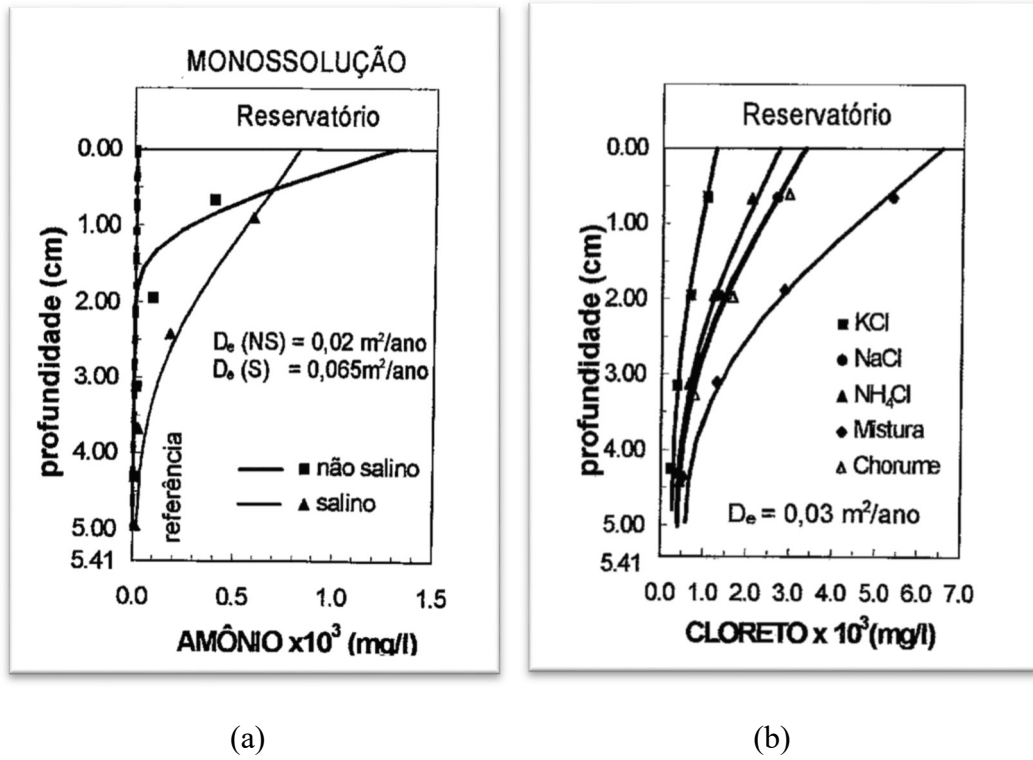 MONOSSOLUÇÃO
Reservatório
0.00
1.00
2.00
3.00
4.00
5.00
5.41
profundidade (cm)
Dₑ (NS) = 0,02 m²/ano
Dₑ (S) = 0,065m²/ano
referência
não salino
salino
0.0 0.5 1.0 1.5
AMÔNIO x10³ (mg/l)
(a)
Reservatório
0.00
1.00
2.00
3.00
4.00
5.00
5.41
profundidade (cm)
KCl
NaCl
NH₄Cl
Mistura
Chorume
Dₑ = 0,03 m²/ano
0.0 1.0 2.0 3.0 4.0 5.0 6.0 7.0
CLORETO x 10³(mg/l)
(b)